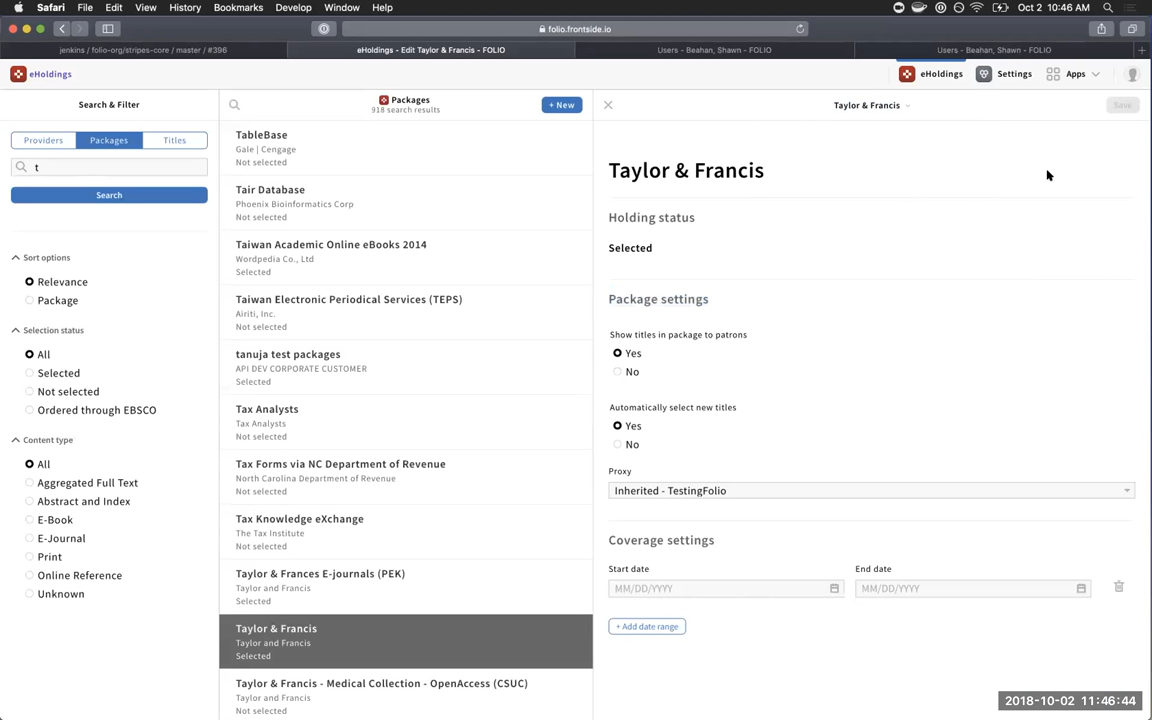 Safari File Edit View History Bookmarks Develop Window Help
Oct 2 10:46 AM
folio.frontside.io
jenkins / folio-org/stripes-core / master / #396
eHoldings - Edit Taylor & Francis - FOLIO
Users - Beahan, Shawn - FOLIO
Users - Beahan, Shawn - FOLIO
eHoldings
eHoldings
Settings
Apps
Search & Filter
Providers
Packages
Titles
t
Search
Sort options
Relevance
Package
Selection status
All
Selected
Not selected
Ordered through EBSCO
Content type
All
Aggregated Full Text
Abstract and Index
E-Book
E-Journal
Print
Online Reference
Unknown
Packages
918 search results
+ New
TableBase
Gale | Cengage
Not selected
Tair Database
Phoenix Bioinformatics Corp
Not selected
Taiwan Academic Online eBooks 2014
Wordpedia Co., Ltd
Selected
Taiwan Electronic Periodical Services (TEPS)
Airiti, Inc.
Not selected
tanuja test packages
API DEV CORPORATE CUSTOMER
Selected
Tax Analysts
Tax Analysts
Not selected
Tax Forms via NC Department of Revenue
North Carolina Department of Revenue
Not selected
Tax Knowledge eXchange
The Tax Institute
Not selected
Taylor & Frances E-journals (PEK)
Taylor and Francis
Selected
Taylor & Francis
Taylor and Francis
Selected
Taylor & Francis - Medical Collection - OpenAccess (CSUC)
Taylor and Francis
Not selected
Taylor & Francis
Save
Taylor & Francis
Holding status
Selected
Package settings
Show titles in package to patrons
Yes
No
Automatically select new titles
Yes
No
Proxy
Inherited - TestingFolio
Coverage settings
Start date
End date
MM/DD/YYYY
MM/DD/YYYY
+ Add date range
2018-10-02 11:46:44